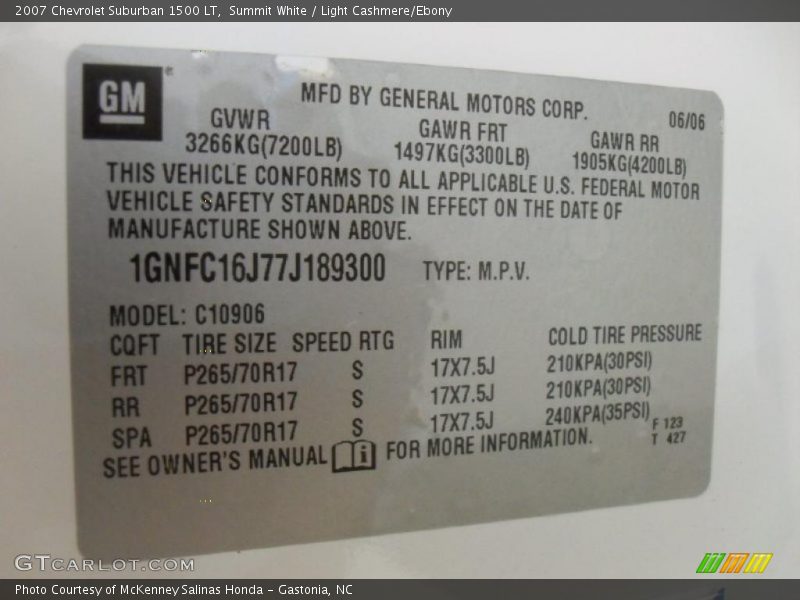 2007 Chevrolet Suburban 1500 LT, Summit White / Light Cashmere/Ebony
GM
MFD BY GENERAL MOTORS CORP. 06/06
GVWR GAWR FRT GAWR RR
3266KG(7200LB) 1497KG(3300LB) 1905KG(4200LB)
THIS VEHICLE CONFORMS TO ALL APPLICABLE U.S. FEDERAL MOTOR
VEHICLE SAFETY STANDARDS IN EFFECT ON THE DATE OF
MANUFACTURE SHOWN ABOVE.
1GNFC16J77J189300 TYPE: M.P.V.
MODEL: C10906
CQFT TIRE SIZE SPEED RTG RIM COLD TIRE PRESSURE
FRT P265/70R17 S 17X7.5J 210KPA(30PSI)
RR P265/70R17 S 17X7.5J 210KPA(30PSI)
SPA P265/70R17 S 17X7.5J 240KPA(35PSI)
F 123
T 427
SEE OWNER'S MANUAL i FOR MORE INFORMATION.
GTCARLOT.COM
Photo Courtesy of McKenney Salinas Honda - Gastonia, NC